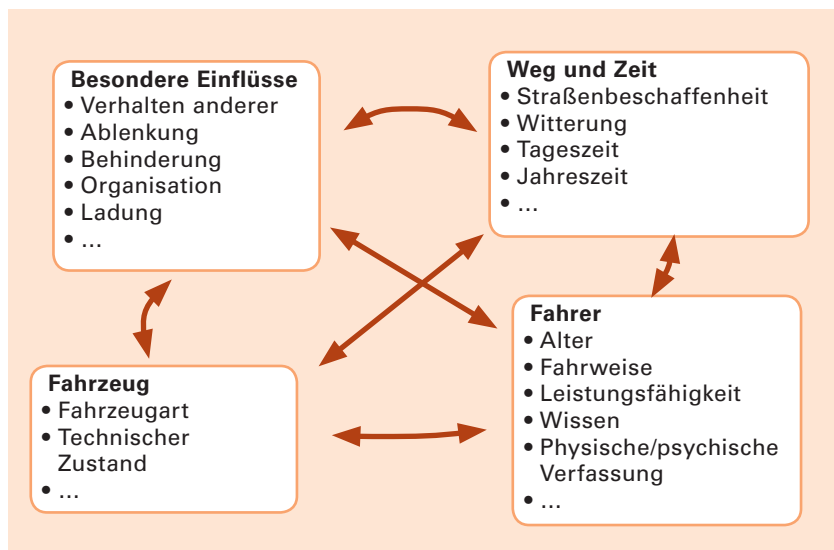 Besondere Einflüsse
• Verhalten anderer
• Ablenkung
• Behinderung
• Organisation
• Ladung
• ...
Weg und Zeit
• Straßenbeschaffenheit
• Witterung
• Tageszeit
• Jahreszeit
• ...
Fahrzeug
• Fahrzeugart
• Technischer
Zustand
• ...
Fahrer
• Alter
• Fahrweise
• Leistungsfähigkeit
• Wissen
• Physische/psychische
Verfassung
• ...